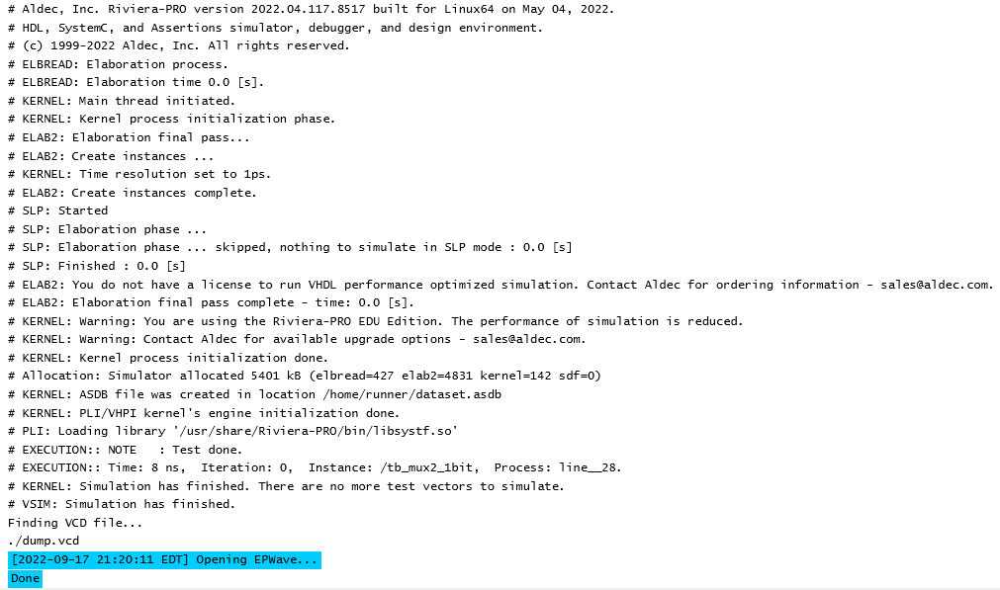 # Aldec, Inc. Riviera-PRO version 2022.04.117.8517 built for Linux64 on May 04, 2022.
# HDL, SystemC, and Assertions simulator, debugger, and design environment.
# (c) 1999-2022 Aldec, Inc. All rights reserved.
# ELBREAD: Elaboration process.
# ELBREAD: Elaboration time 0.0 [s].
# KERNEL: Main thread initiated.
# KERNEL: Kernel process initialization phase.
# ELAB2: Elaboration final pass...
# ELAB2: Create instances ...
# KERNEL: Time resolution set to 1ps.
# ELAB2: Create instances complete.
# SLP: Started
# SLP: Elaboration phase ...
# SLP: Elaboration phase ... skipped, nothing to simulate in SLP mode : 0.0 [s]
# SLP: Finished : 0.0 [s]
# ELAB2: You do not have a license to run VHDL performance optimized simulation. Contact Aldec for ordering information - sales@aldec.com.
# ELAB2: Elaboration final pass complete - time: 0.0 [s].
# KERNEL: Warning: You are using the Riviera-PRO EDU Edition. The performance of simulation is reduced.
# KERNEL: Warning: Contact Aldec for available upgrade options - sales@aldec.com.
# KERNEL: Kernel process initialization done.
# Allocation: Simulator allocated 5401 kB (elbread=427 elab2=4831 kernel=142 sdf=0)
# KERNEL: ASDB file was created in location /home/runner/dataset.asdb
# KERNEL: PLI/VHPI kernel's engine initialization done.
# PLI: Loading library '/usr/share/Riviera-PRO/bin/libsystf.so'
# EXECUTION:: NOTE   : Test done.
# EXECUTION:: Time: 8 ns,  Iteration: 0,  Instance: /tb_mux2_1bit,  Process: line__28.
# KERNEL: Simulation has finished. There are no more test vectors to simulate.
# VSIM: Simulation has finished.
Finding VCD file...
./dump.vcd
[2022-09-17 21:20:11 EDT] Opening EPWave...
Done